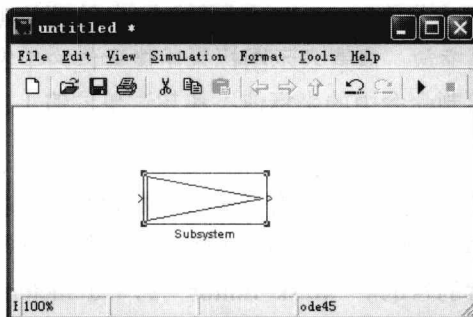 untitled *
File Edit View Simulation Format Tools Help
Subsystem
100%
ode45